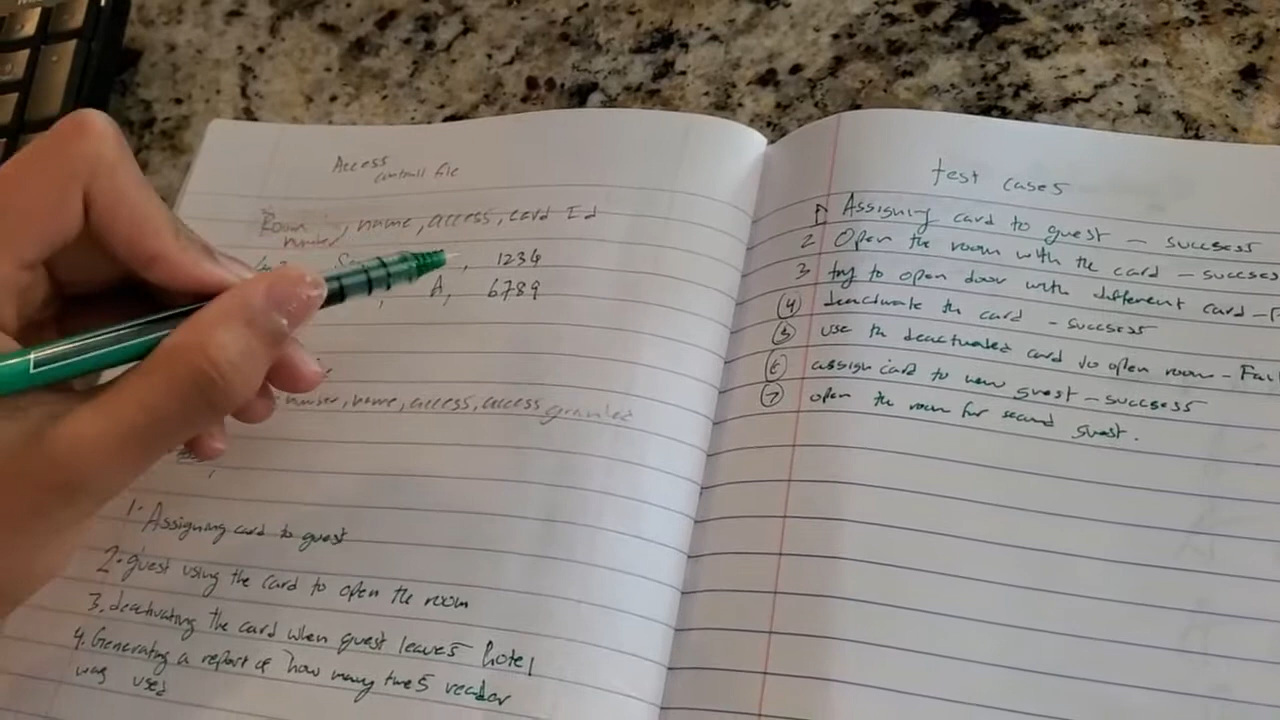 Access
controll file
Room , name, access, card Id
number
, 1234
, A, 6789
number, name, access, access granted
1. Assigning card to guest
2. guest using the card to open the room
3. deactivating the card when guest leaves hotel
4. Generating a report of how many times reader
was used
test cases
1 Assigning card to guest - success
2 Open the room with the card - success
3 try to open door with different card -
4 deactivate the card - success
5 use the deactivated card to open room - Fail
6 assign card to new guest - success
7 open the room for second guest.